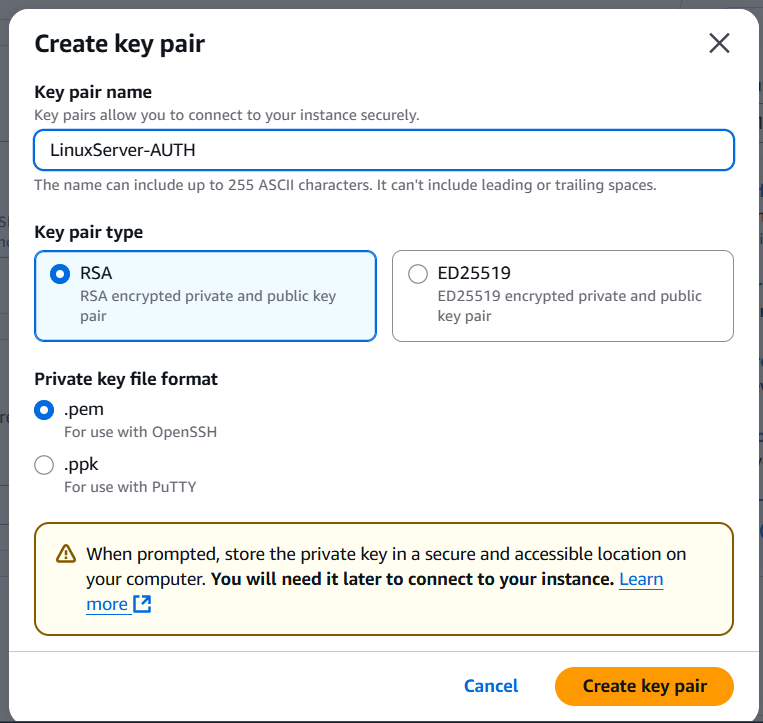 Create key pair
Key pair name
Key pairs allow you to connect to your instance securely.
LinuxServer-AUTH
The name can include up to 255 ASCII characters. It can't include leading or trailing spaces.
Key pair type
RSA
RSA encrypted private and public key
pair
ED25519
ED25519 encrypted private and public
key pair
Private key file format
.pem
For use with OpenSSH
.ppk
For use with PuTTY
When prompted, store the private key in a secure and accessible location on
your computer. You will need it later to connect to your instance. Learn
more
Cancel
Create key pair